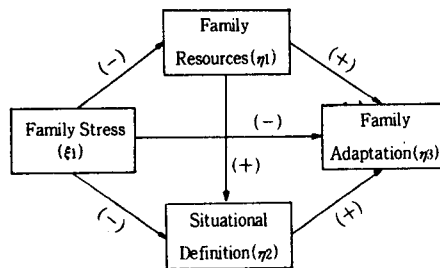 Family
Resources(η1)
(-)
(+)
Family Stress
(ξ1)
(-)
Family
Adaptation(η3)
(+)
(-)
(+)
Situational
Definition(η2)